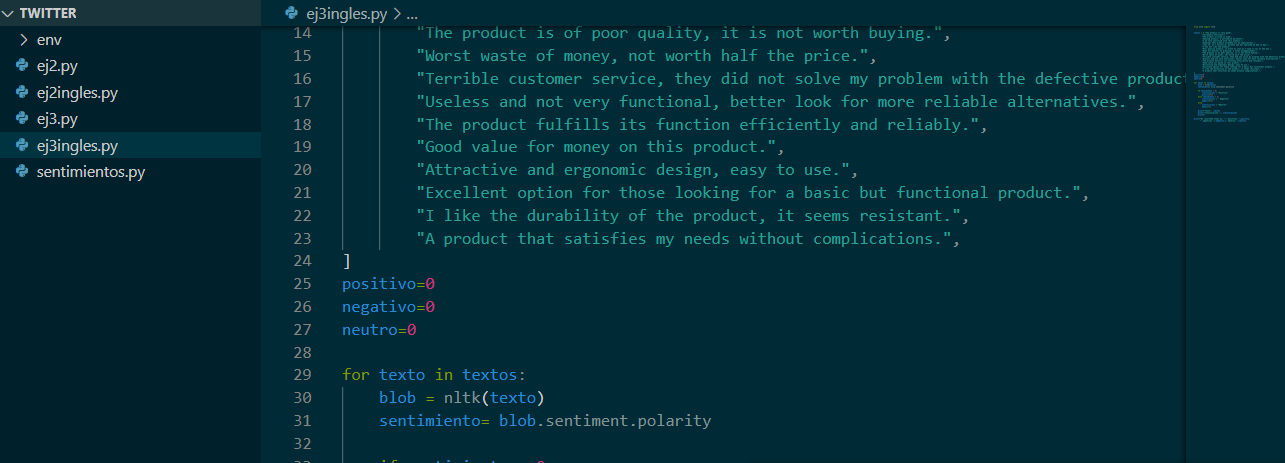 TWITTER
env
ej2.py
ej2ingles.py
ej3.py
ej3ingles.py
sentimientos.py
ej3ingles.py > ...
14 "The product is of poor quality, it is not worth buying.",
15 "Worst waste of money, not worth half the price.",
16 "Terrible customer service, they did not solve my problem with the defective product
17 "Useless and not very functional, better look for more reliable alternatives.",
18 "The product fulfills its function efficiently and reliably.",
19 "Good value for money on this product.",
20 "Attractive and ergonomic design, easy to use.",
21 "Excellent option for those looking for a basic but functional product.",
22 "I like the durability of the product, it seems resistant.",
23 "A product that satisfies my needs without complications.",
24 ]
25 positivo=0
26 negativo=0
27 neutro=0
28
29 for texto in textos:
30 blob = nltk(texto)
31 sentimiento= blob.sentiment.polarity
32